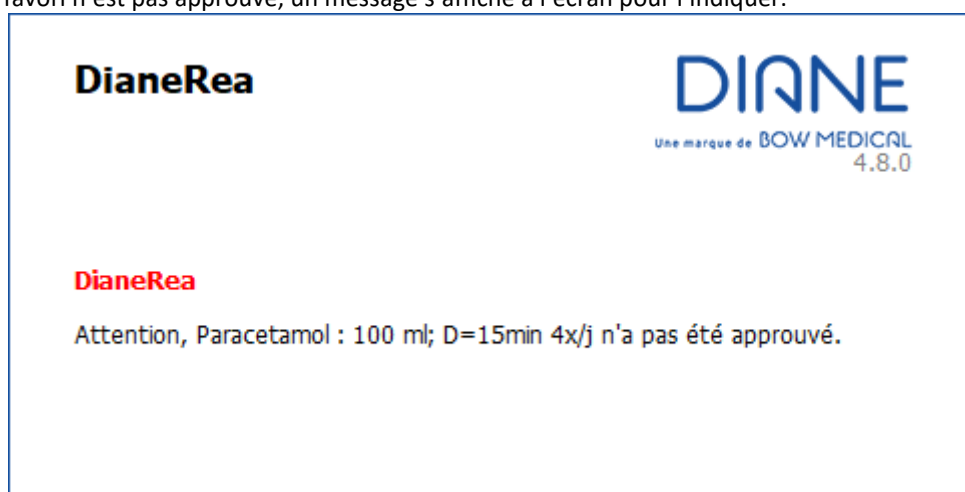 favori n'est pas approuvé, un message s'affiche à l'écran pour l'indiquer.
DianeRea
DIANE
Une marque de BOW MEDICAL
4.8.0
DianeRea
Attention, Paracetamol : 100 ml; D=15min 4x/j n'a pas été approuvé.